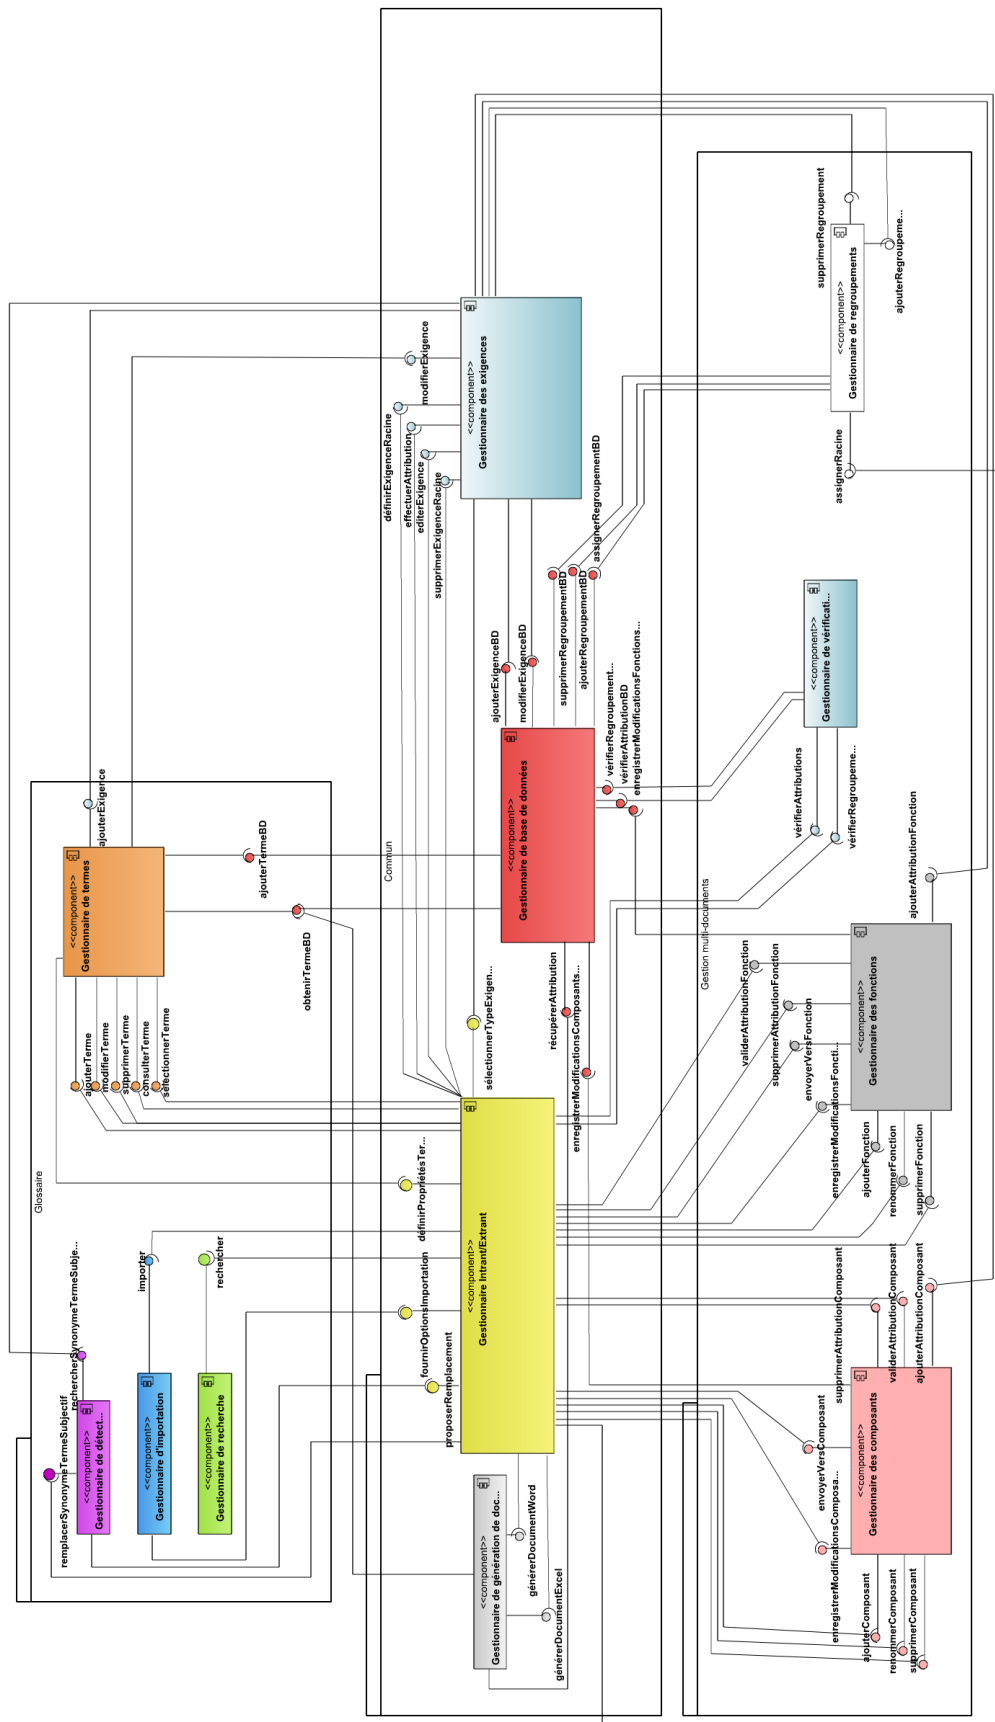 Glossaire
<<component>>
Gestionnaire de détect...
remplacerSynonymeTermeSubjectif
rechercherSynonymeTermeSubje...
<<component>>
Gestionnaire d'importation
importer
<<component>>
Gestionnaire de recherche
rechercher
<<component>>
Gestionnaire de termes
ajouterTerme
modifierTerme
supprimerTerme
consulterTerme
sélectionnerTerme
ajouterExigence
ajouterTermeBD
obtenirTermeBD
Commun
<<component>>
Gestionnaire de génération de doc...
générerDocumentWord
générerDocumentExcel
<<component>>
Gestionnaire Intrant/Extrant
proposerRemplacement
fournirOptionsImportation
définirPropriétésTer...
sélectionnerTypeExigen...
<<component>>
Gestionnaire de base de données
récupérerAttribution
enregistrerModificationsComposants...
ajouterExigenceBD
modifierExigenceBD
supprimerRegroupementBD
ajouterRegroupementBD
assignerRegroupementBD
vérifierRegroupement...
vérifierAttributionBD
enregistrerModificationsFonctions...
<<component>>
Gestionnaire des exigences
définirExigenceRacine
effectuerAttribution
editerExigence
supprimerExigenceRacine
modifierExigence
Gestion multi-documents
<<component>>
Gestionnaire des composants
ajouterComposant
renommerComposant
supprimerComposant
enregistrerModificationsComposa...
envoyerVersComposant
supprimerAttributionComposant
validerAttributionComposant
ajouterAttributionComposant
<<component>>
Gestionnaire des fonctions
ajouterFonction
renommerFonction
supprimerFonction
enregistrerModificationsFoncti...
envoyerVersFonction
supprimerAttributionFonction
validerAttributionFonction
ajouterAttributionFonction
<<component>>
Gestionnaire de vérificati...
vérifierAttributions
vérifierRegroupeme...
<<component>>
Gestionnaire de regroupements
assignerRacine
supprimerRegroupement
ajouterRegroupeme...